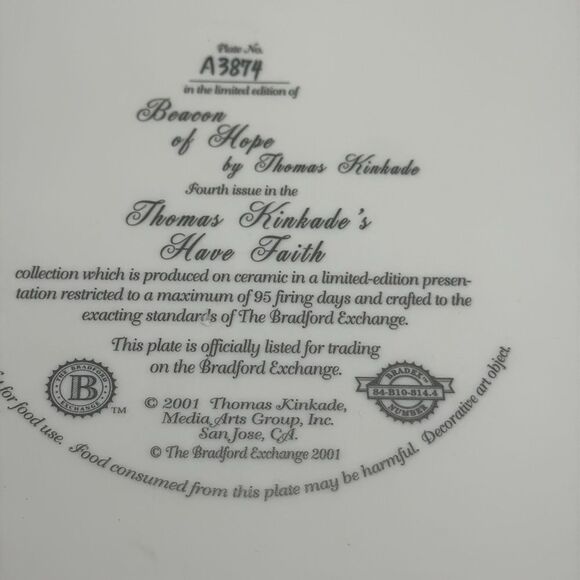 Plate No.
A3874
in the limited edition of
Beacon
of Hope
by Thomas Kinkade
Fourth issue in the
Thomas Kinkade's
Have Faith
collection which is produced on ceramic in a limited-edition presen-
tation restricted to a maximum of 95 firing days and crafted to the
exacting standards of The Bradford Exchange.
This plate is officially listed for trading
on the Bradford Exchange.
THE BRADFORD
B
EXCHANGE
TM
© 2001 Thomas Kinkade,
Media Arts Group, Inc.
San Jose, CA.
© The Bradford Exchange 2001
BRADEX™
84-B10-814.4
NUMBER
for food use. Food consumed from this plate may be harmful. Decorative art object.